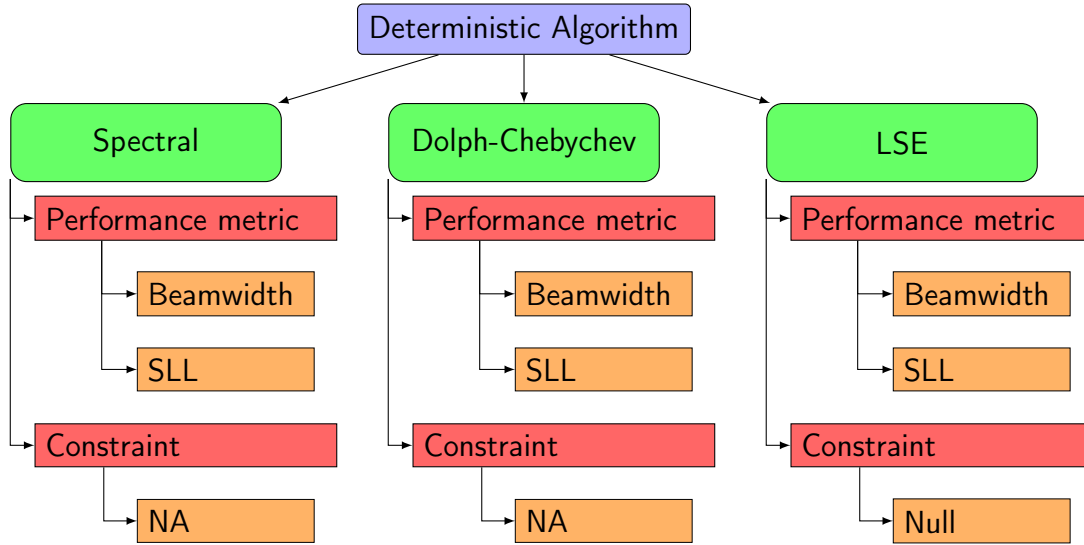 Deterministic Algorithm
Spectral
Dolph-Chebychev
LSE
Performance metric
Performance metric
Performance metric
Beamwidth
Beamwidth
Beamwidth
SLL
SLL
SLL
Constraint
Constraint
Constraint
NA
NA
Null